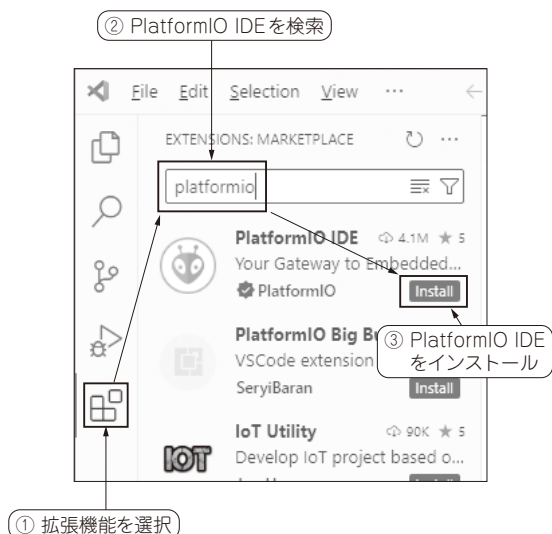 ② PlatformIO IDEを検索
File Edit Selection View ...
EXTENSIONS: MARKETPLACE
platformio
PlatformIO IDE 4.1M ★ 5
Your Gateway to Embedded...
PlatformIO Install
PlatformIO Big
③ PlatformIO IDE
をインストール
VSCode extension
SeryiBaran Install
IoT Utility 90K ★ 5
IOT
Develop IoT project based o...
① 拡張機能を選択